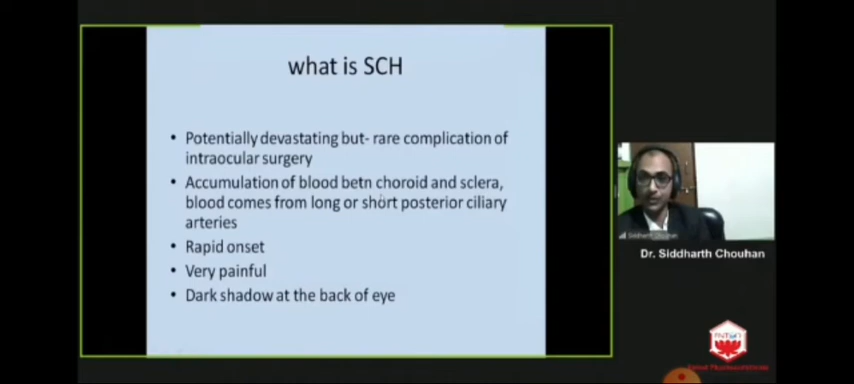 what is SCH
• Potentially devastating but- rare complication of
intraocular surgery
• Accumulation of blood betn choroid and sclera,
blood comes from long or short posterior ciliary
arteries
• Rapid onset
• Very painful
• Dark shadow at the back of eye
Siddharth Chouhan
Dr. Siddharth Chouhan